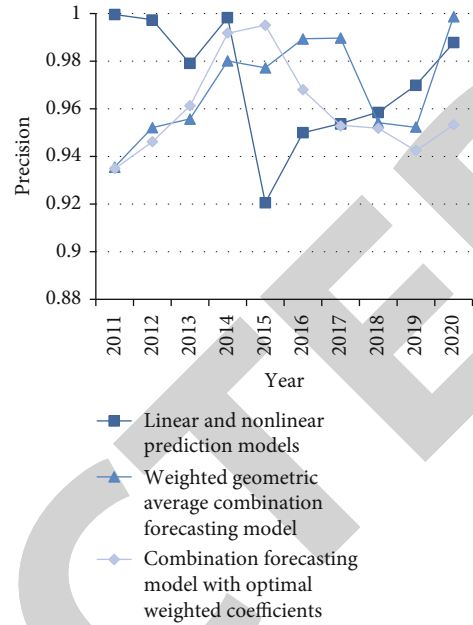 1
0.98
0.96
0.94
0.92
0.9
0.88
Precision
2011
2012
2013
2014
2015
2016
2017
2018
2019
2020
Year
Linear and nonlinear
prediction models
Weighted geometric
average combination
forecasting model
Combination forecasting
model with optimal
weighted coefficients